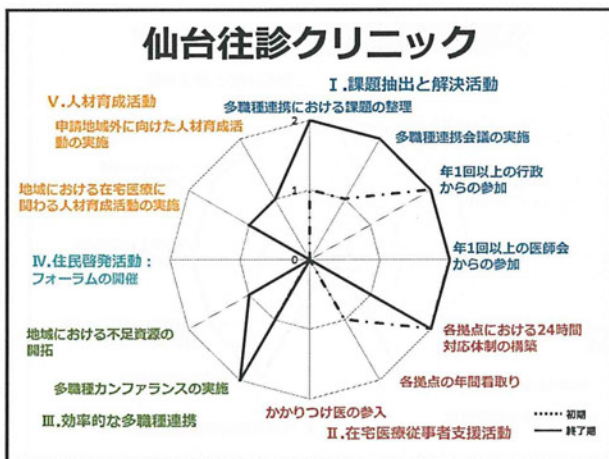 仙台往診クリニック
Ⅰ.課題抽出と解決活動
多職種連携における課題の整理
多職種連携会議の実施
年1回以上の行政
からの参加
年1回以上の医師会
からの参加
各拠点における24時間
対応体制の構築
各拠点の年間看取り
かかりつけ医の参入
Ⅱ.在宅医療従事者支援活動
多職種カンファランスの実施
Ⅲ.効率的な多職種連携
地域における不足資源の
開拓
Ⅳ.住民啓発活動：
フォーラムの開催
地域における在宅医療に
関わる人材育成活動の実施
Ⅴ.人材育成活動
申請地域外に向けた人材育成活
動の実施
2
1
0
初期
終了期